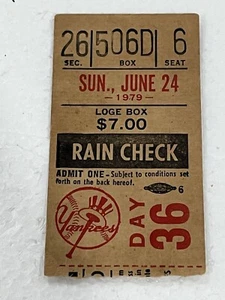 26 506D 6
SEC. BOX SEAT
SUN., JUNE 24
-1979-
LOGE BOX
$7.00
RAIN CHECK
ADMIT ONE-Subject to conditions set
forth on the back hereof.
6
Yankees
DAY
36